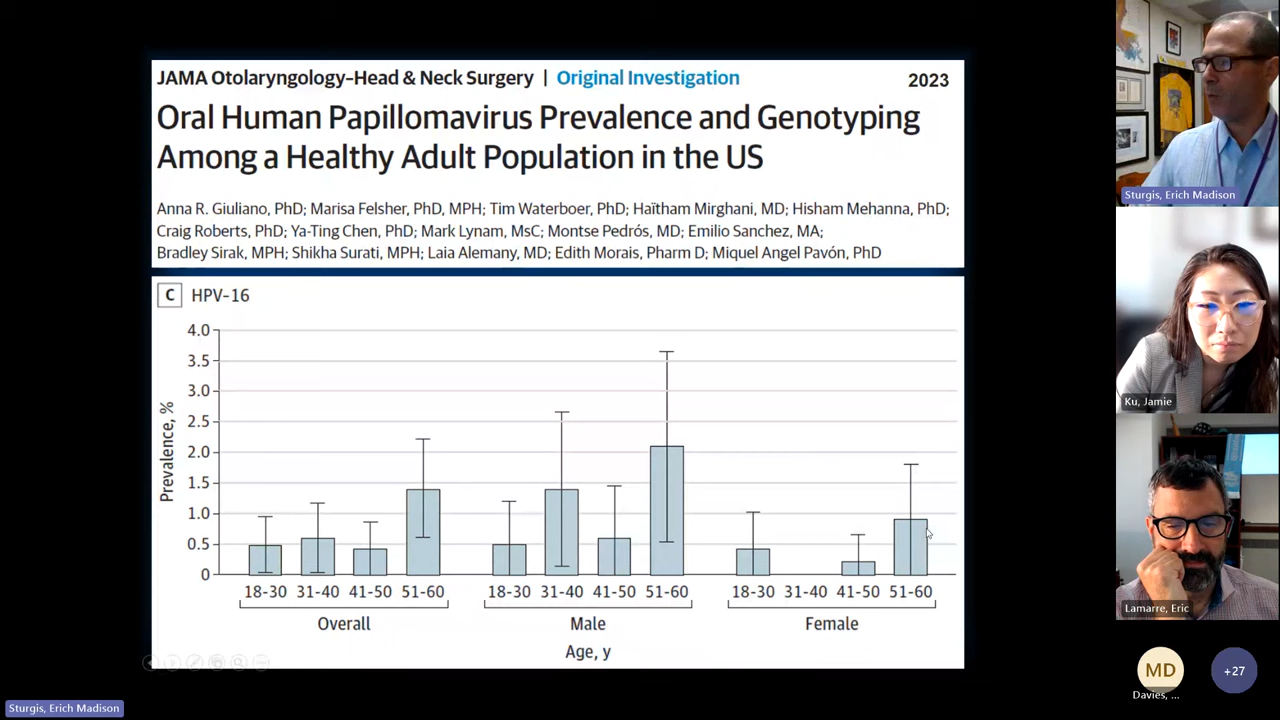 JAMA Otolaryngology–Head & Neck Surgery | Original Investigation 2023
Oral Human Papillomavirus Prevalence and Genotyping
Among a Healthy Adult Population in the US
Anna R. Giuliano, PhD; Marisa Felsher, PhD, MPH; Tim Waterboer, PhD; Haïtham Mirghani, MD; Hisham Mehanna, PhD;
Craig Roberts, PhD; Ya-Ting Chen, PhD; Mark Lynam, MsC; Montse Pedrós, MD; Emilio Sanchez, MA;
Bradley Sirak, MPH; Shikha Surati, MPH; Laia Alemany, MD; Edith Morais, Pharm D; Miquel Angel Pavón, PhD
C HPV-16
Prevalence, %
4.0
3.5
3.0
2.5
2.0
1.5
1.0
0.5
0
18-30 31-40 41-50 51-60 18-30 31-40 41-50 51-60 18-30 31-40 41-50 51-60
Overall Male Female
Age, y
Sturgis, Erich Madison
Ku, Jamie
Lamarre, Eric
MD
Davies, ...
+27
Sturgis, Erich Madison